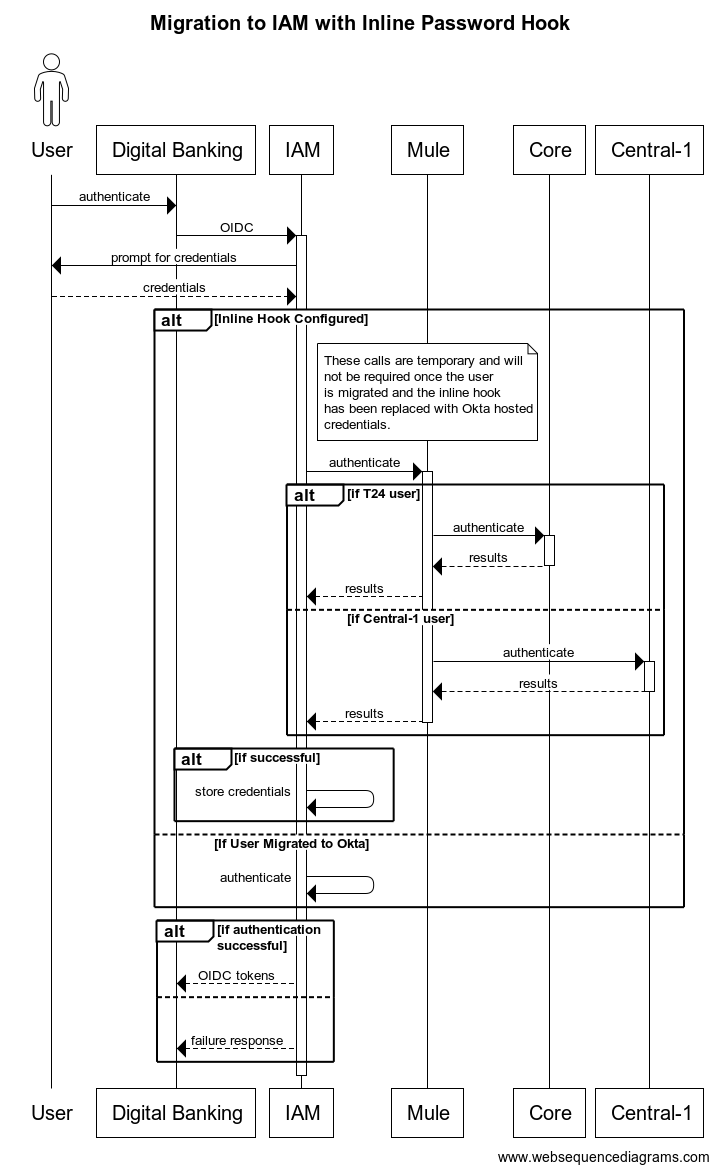 Migration to IAM with Inline Password Hook
User
Digital Banking
IAM
Mule
Core
Central-1
authenticate
OIDC
prompt for credentials
credentials
alt
[Inline Hook Configured]
These calls are temporary and will
not be required once the user
is migrated and the inline hook
has been replaced with Okta hosted
credentials.
authenticate
alt
[if T24 user]
authenticate
results
results
[if Central-1 user]
authenticate
results
results
alt
[if successful]
store credentials
[If User Migrated to Okta]
authenticate
alt
[if authentication
successful]
OIDC tokens
failure response
User
Digital Banking
IAM
Mule
Core
Central-1
www.websequencediagrams.com